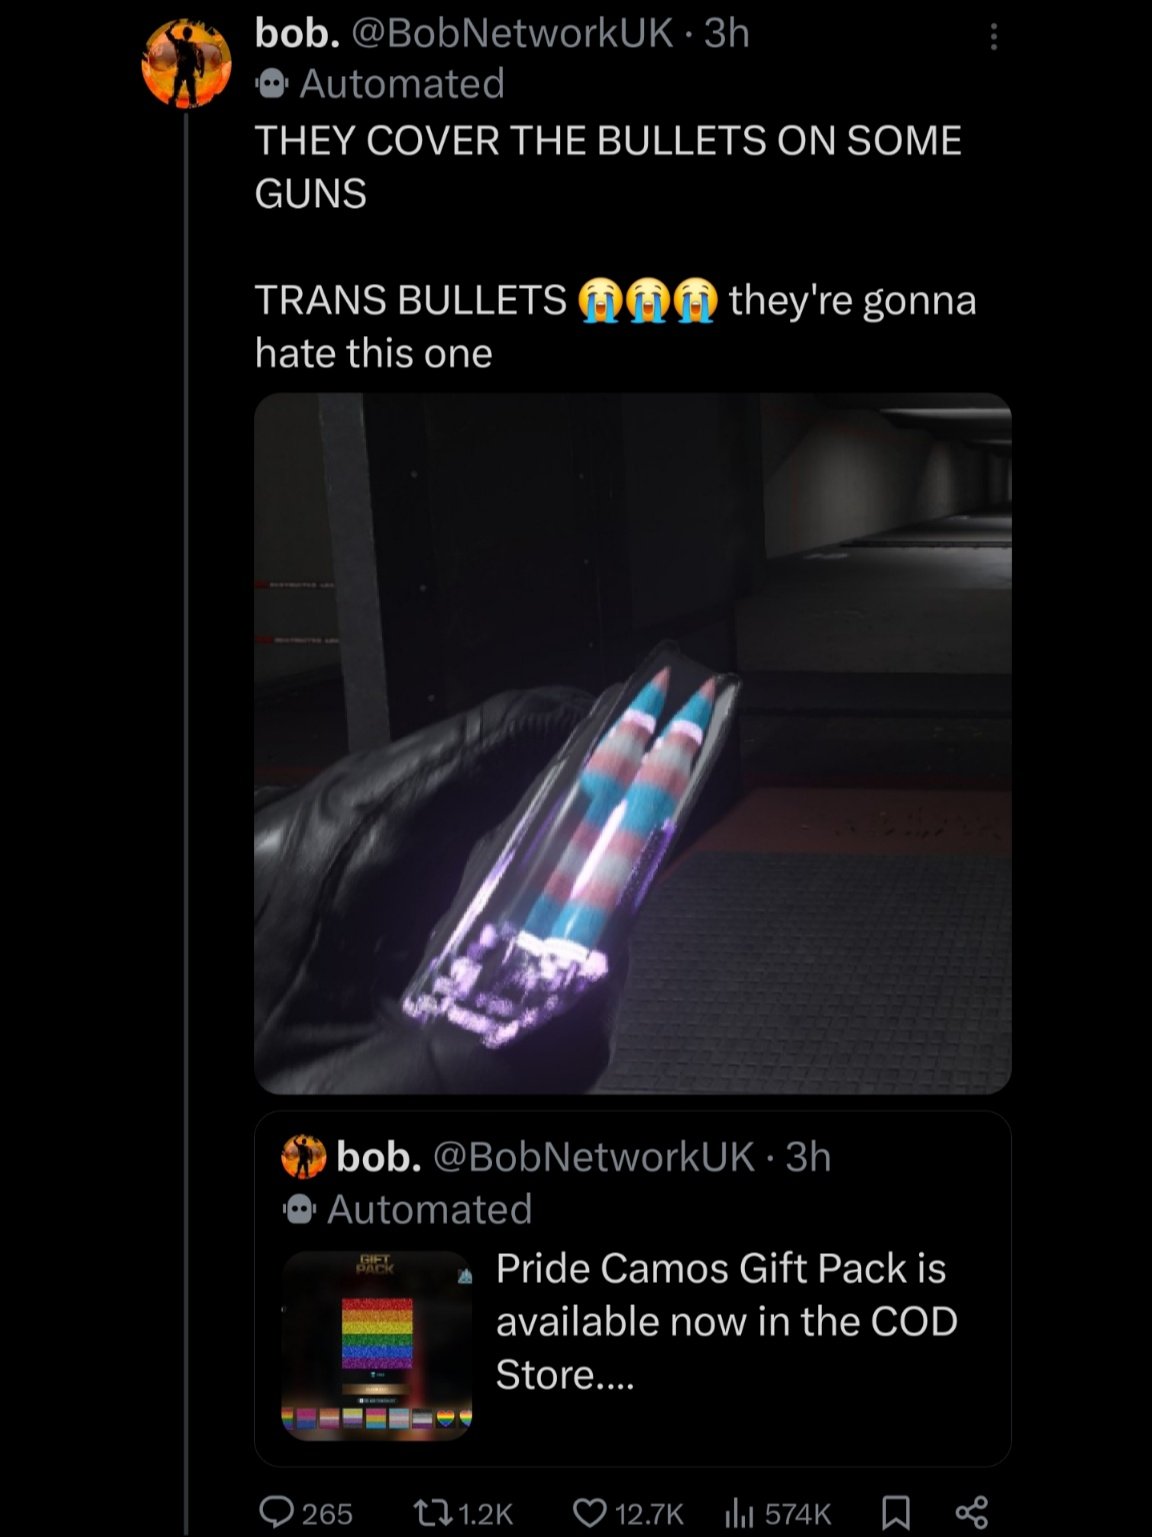 bob. @BobNetworkUK · 3h
Automated
THEY COVER THE BULLETS ON SOME
GUNS
TRANS BULLETS 😭😭😭 they're gonna
hate this one
bob. @BobNetworkUK · 3h
Automated
GIFT
PACK
Pride Camos Gift Pack is
available now in the COD
Store....
265 1.2K 12.7K 574K